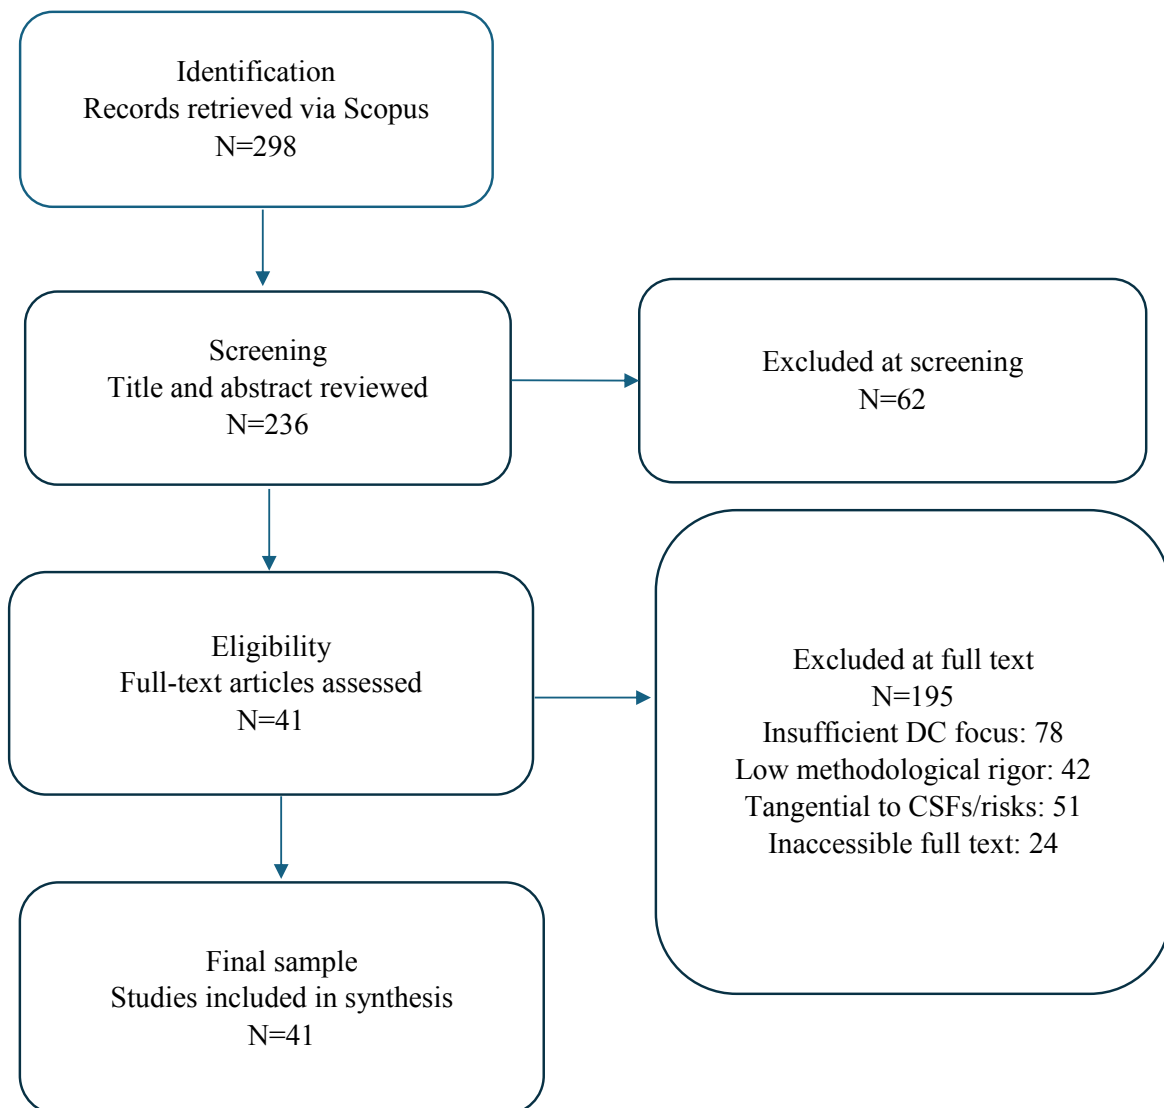 Identification
Records retrieved via Scopus
N=298
Screening
Title and abstract reviewed
N=236
Excluded at screening
N=62
Eligibility
Full-text articles assessed
N=41
Excluded at full text
N=195
Insufficient DC focus: 78
Low methodological rigor: 42
Tangential to CSFs/risks: 51
Inaccessible full text: 24
Final sample
Studies included in synthesis
N=41